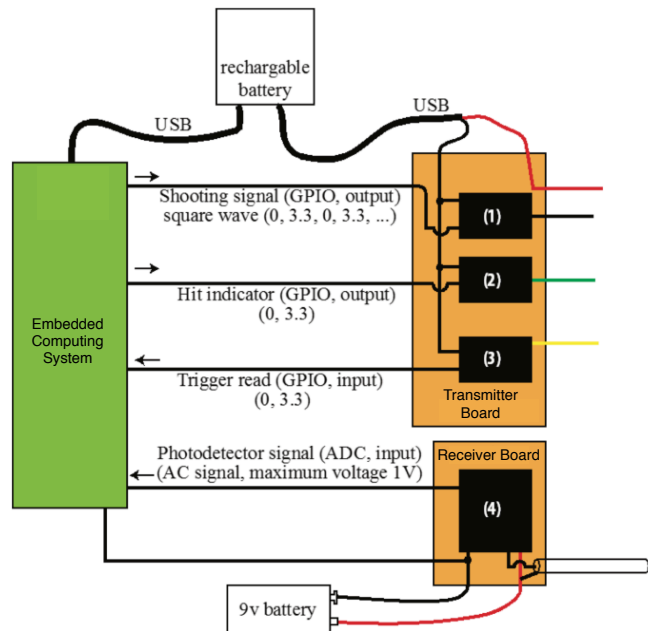 rechargable
battery
USB
USB
Shooting signal (GPIO, output)
square wave (0, 3.3, 0, 3.3, ...)
(1)
Hit indicator (GPIO, output)
(0, 3.3)
(2)
Embedded
Computing
System
Trigger read (GPIO, input)
(0, 3.3)
(3)
Transmitter
Board
Photodetector signal (ADC, input)
(AC signal, maximum voltage 1V)
Receiver Board
(4)
9v battery